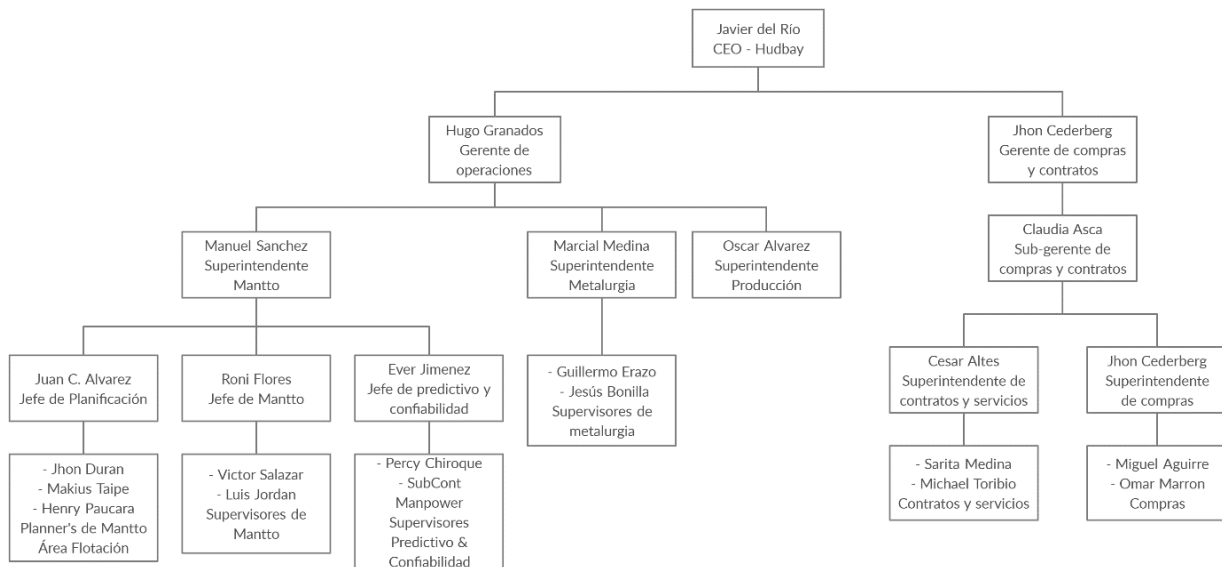 Javier del Río
CEO - Hudbay
Hugo Granados
Gerente de
operaciones
Jhon Cederberg
Gerente de compras
y contratos
Manuel Sanchez
Superintendente
Mantto
Marcial Medina
Superintendente
Metalurgia
Oscar Alvarez
Superintendente
Producción
Claudia Asca
Sub-gerente de
compras y contratos
Juan C. Alvarez
Jefe de Planificación
Roni Flores
Jefe de Mantto
Ever Jimenez
Jefe de predictivo y
confiabilidad
- Guillermo Erazo
- Jesús Bonilla
Supervisores de
metalurgia
Cesar Altes
Superintendente de
contratos y servicios
Jhon Cederberg
Superintendente
de compras
- Jhon Duran
- Makius Taipe
- Henry Paucara
Planner's de Mantto
Área Flotación
- Victor Salazar
- Luis Jordan
Supervisores de
Mantto
- Percy Chiroque
- SubCont
Manpower
Supervisores
Predictivo &
Confiabilidad
- Sarita Medina
- Michael Toribio
Contratos y servicios
- Miguel Aguirre
- Omar Marron
Compras